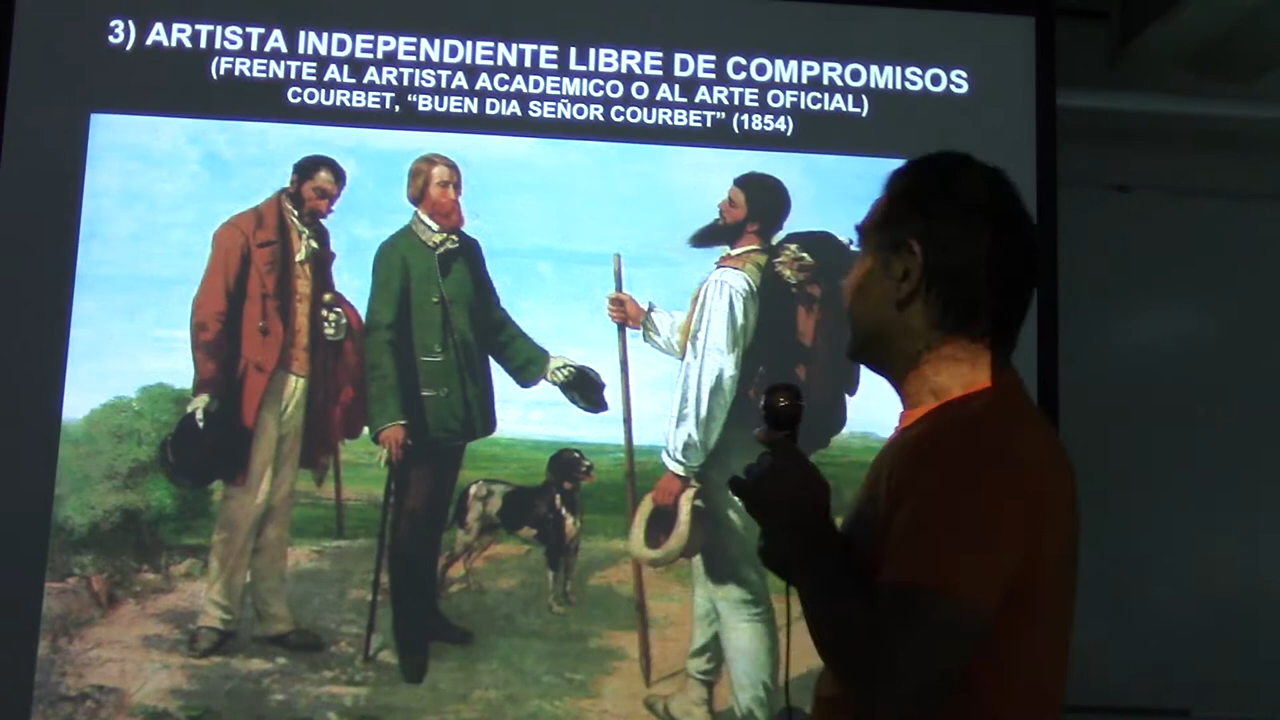 3) ARTISTA INDEPENDIENTE LIBRE DE COMPROMISOS
(FRENTE AL ARTISTA ACADEMICO O AL ARTE OFICIAL)
COURBET, “BUEN DIA SEÑOR COURBET” (1854)